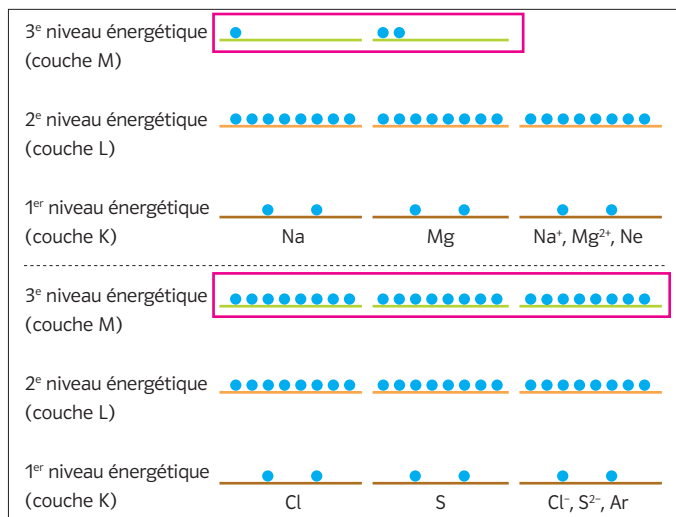 3ᵉ niveau énergétique
(couche M)
2ᵉ niveau énergétique
(couche L)
1ᵉʳ niveau énergétique
(couche K)
Na
Mg
Na⁺, Mg²⁺, Ne
3ᵉ niveau énergétique
(couche M)
2ᵉ niveau énergétique
(couche L)
1ᵉʳ niveau énergétique
(couche K)
Cl
S
Cl⁻, S²⁻, Ar